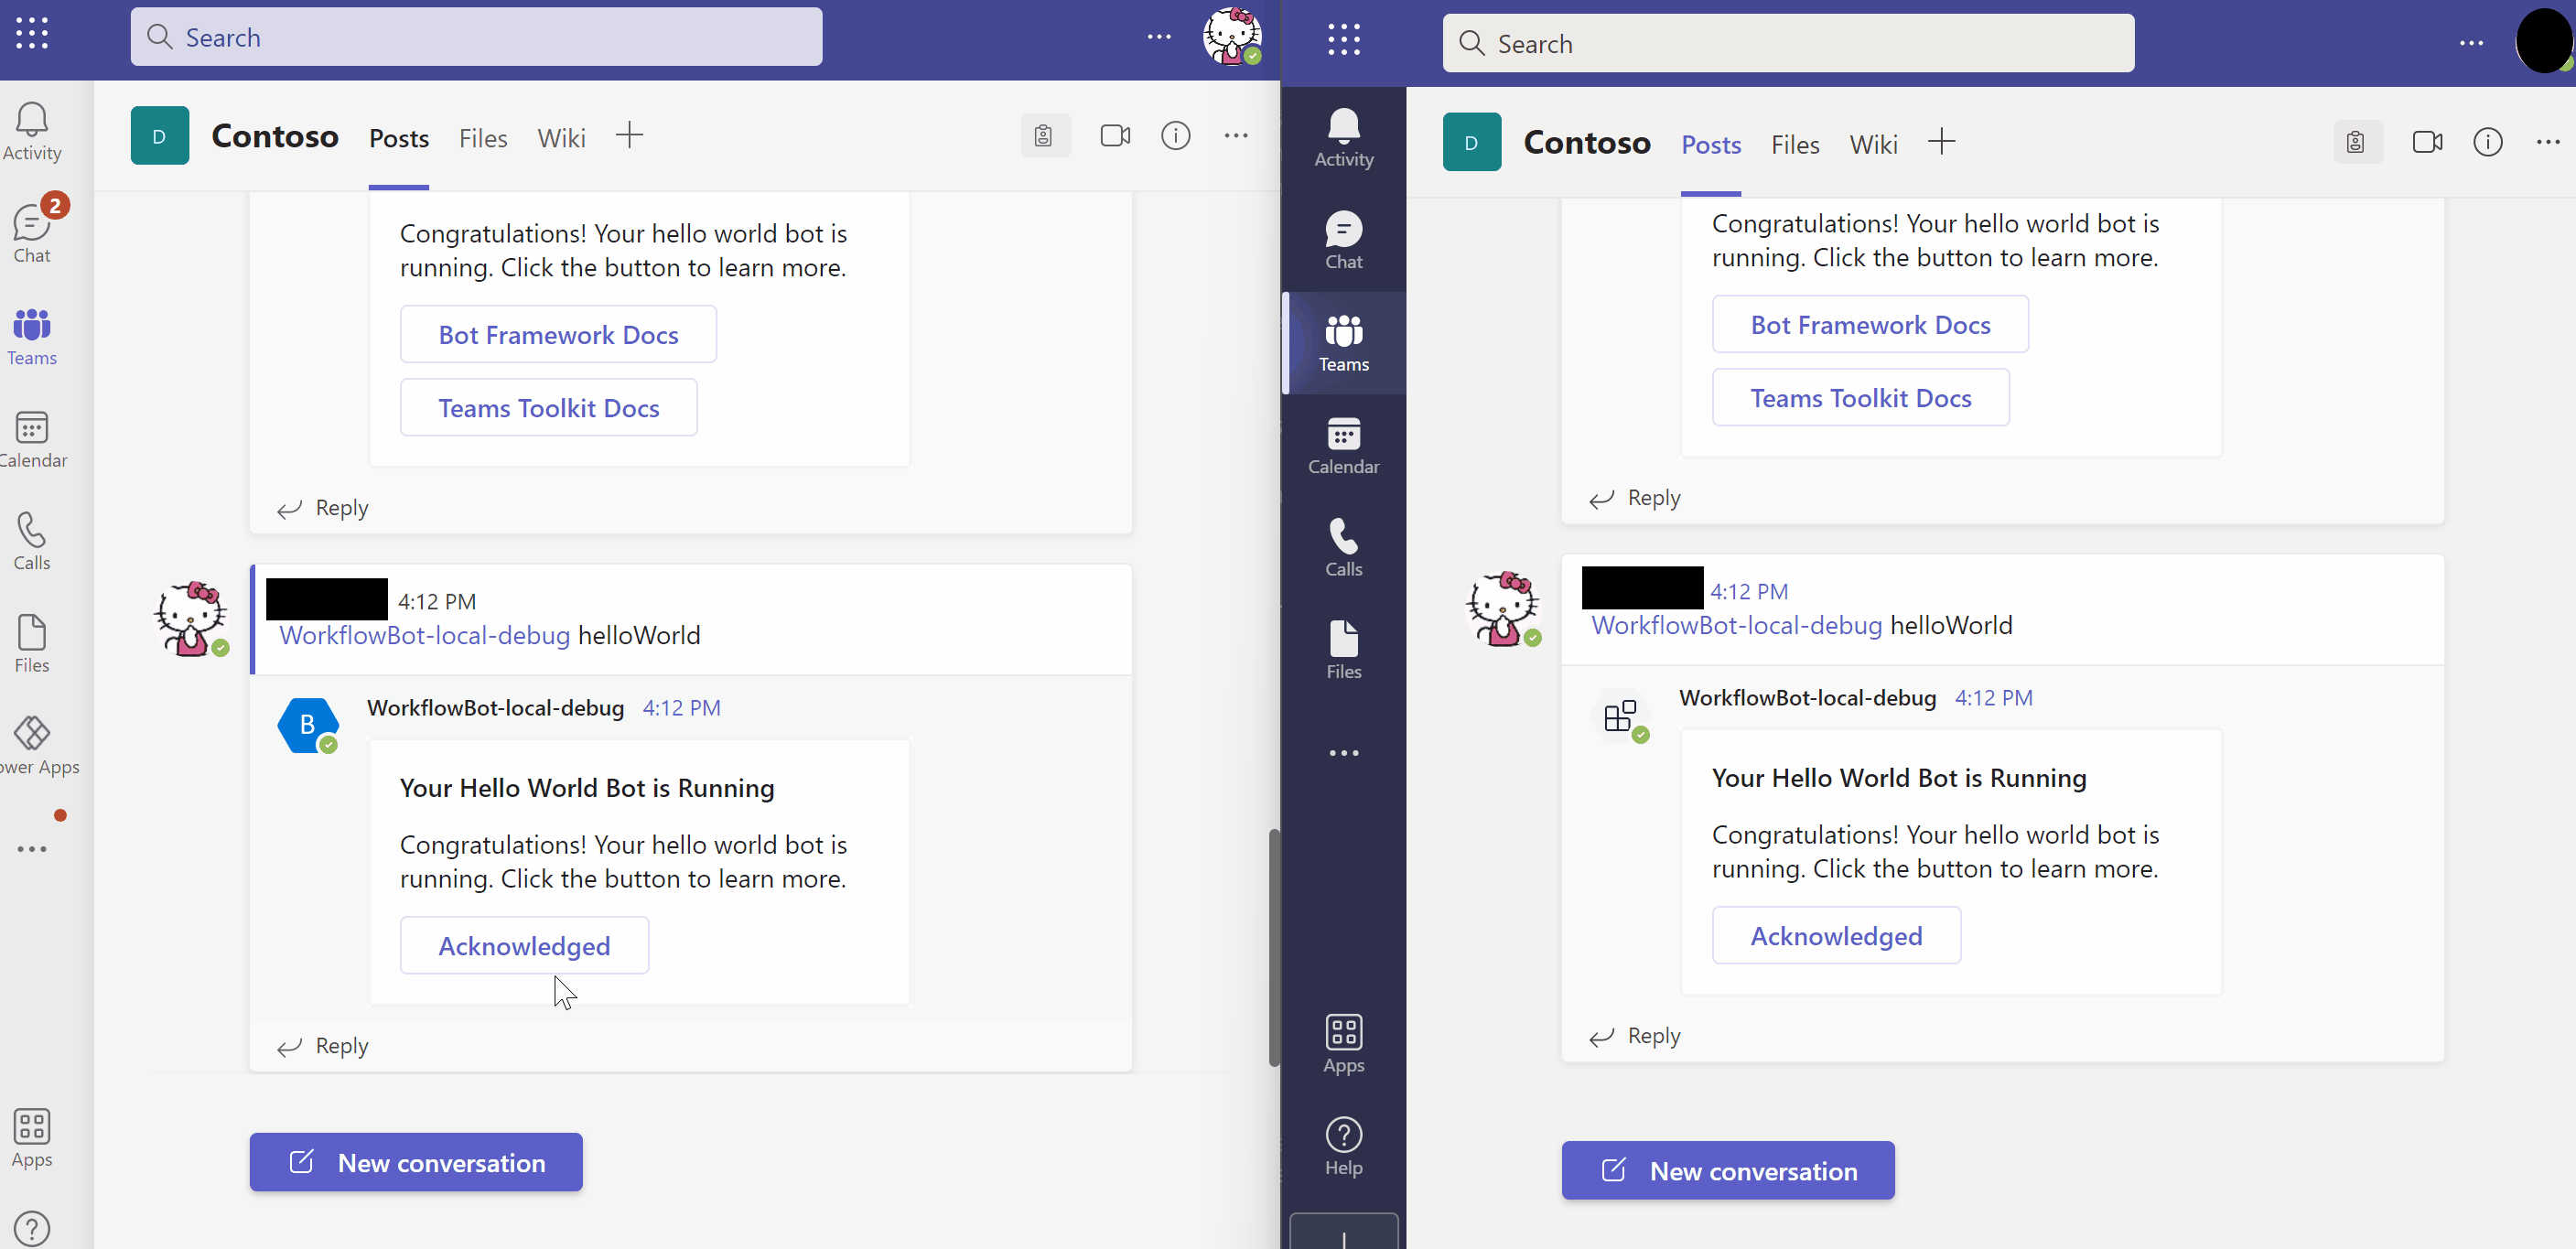 Search
Activity
2
Chat
Teams
Calendar
Calls
Files
ower Apps
Apps
D
Contoso
Posts
Files
Wiki
Congratulations! Your hello world bot is
running. Click the button to learn more.
Bot Framework Docs
Teams Toolkit Docs
Reply
4:12 PM
WorkflowBot-local-debug helloWorld
B
WorkflowBot-local-debug 4:12 PM
Your Hello World Bot is Running
Congratulations! Your hello world bot is
running. Click the button to learn more.
Acknowledged
Reply
New conversation
Search
Activity
Chat
Teams
Calendar
Calls
Files
Apps
Help
D
Contoso
Posts
Files
Wiki
Congratulations! Your hello world bot is
running. Click the button to learn more.
Bot Framework Docs
Teams Toolkit Docs
Reply
4:12 PM
WorkflowBot-local-debug helloWorld
WorkflowBot-local-debug 4:12 PM
Your Hello World Bot is Running
Congratulations! Your hello world bot is
running. Click the button to learn more.
Acknowledged
Reply
New conversation